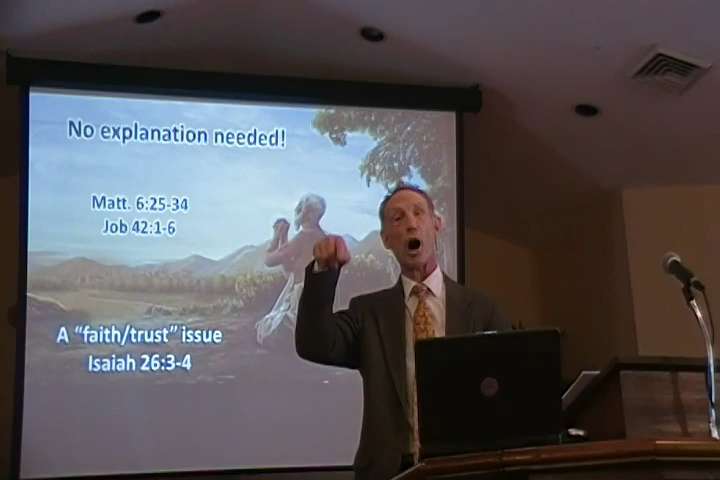 No explanation needed!
Matt. 6:25-34
Job 42:1-6
A “faith/trust” issue
Isaiah 26:3-4